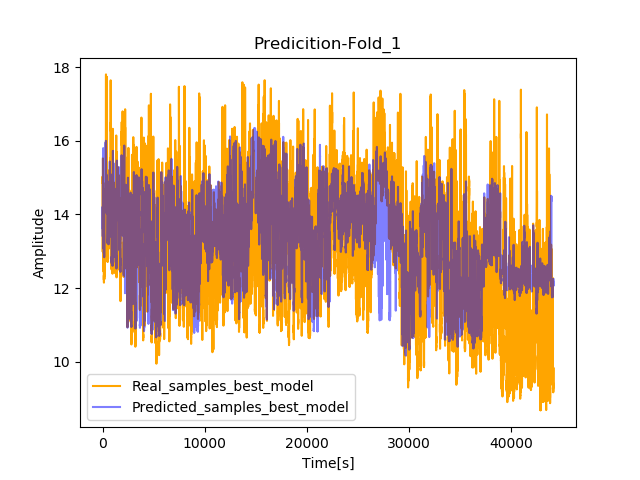 Predicition-Fold_1
18
16
14
12
10
Amplitude
Real_samples_best_model
Predicted_samples_best_model
0
10000
20000
30000
40000
Time[s]